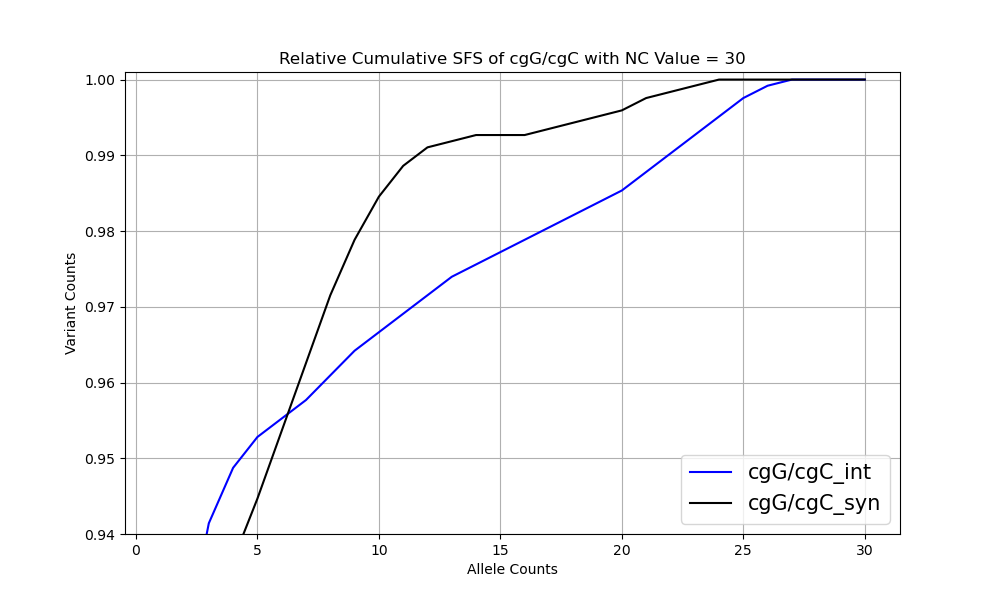 Relative Cumulative SFS of cgG/cgC with NC Value = 30
1.00
0.99
0.98
0.97
0.96
0.95
0.94
Variant Counts
0 5 10 15 20 25 30
Allele Counts
cgG/cgC_int
cgG/cgC_syn